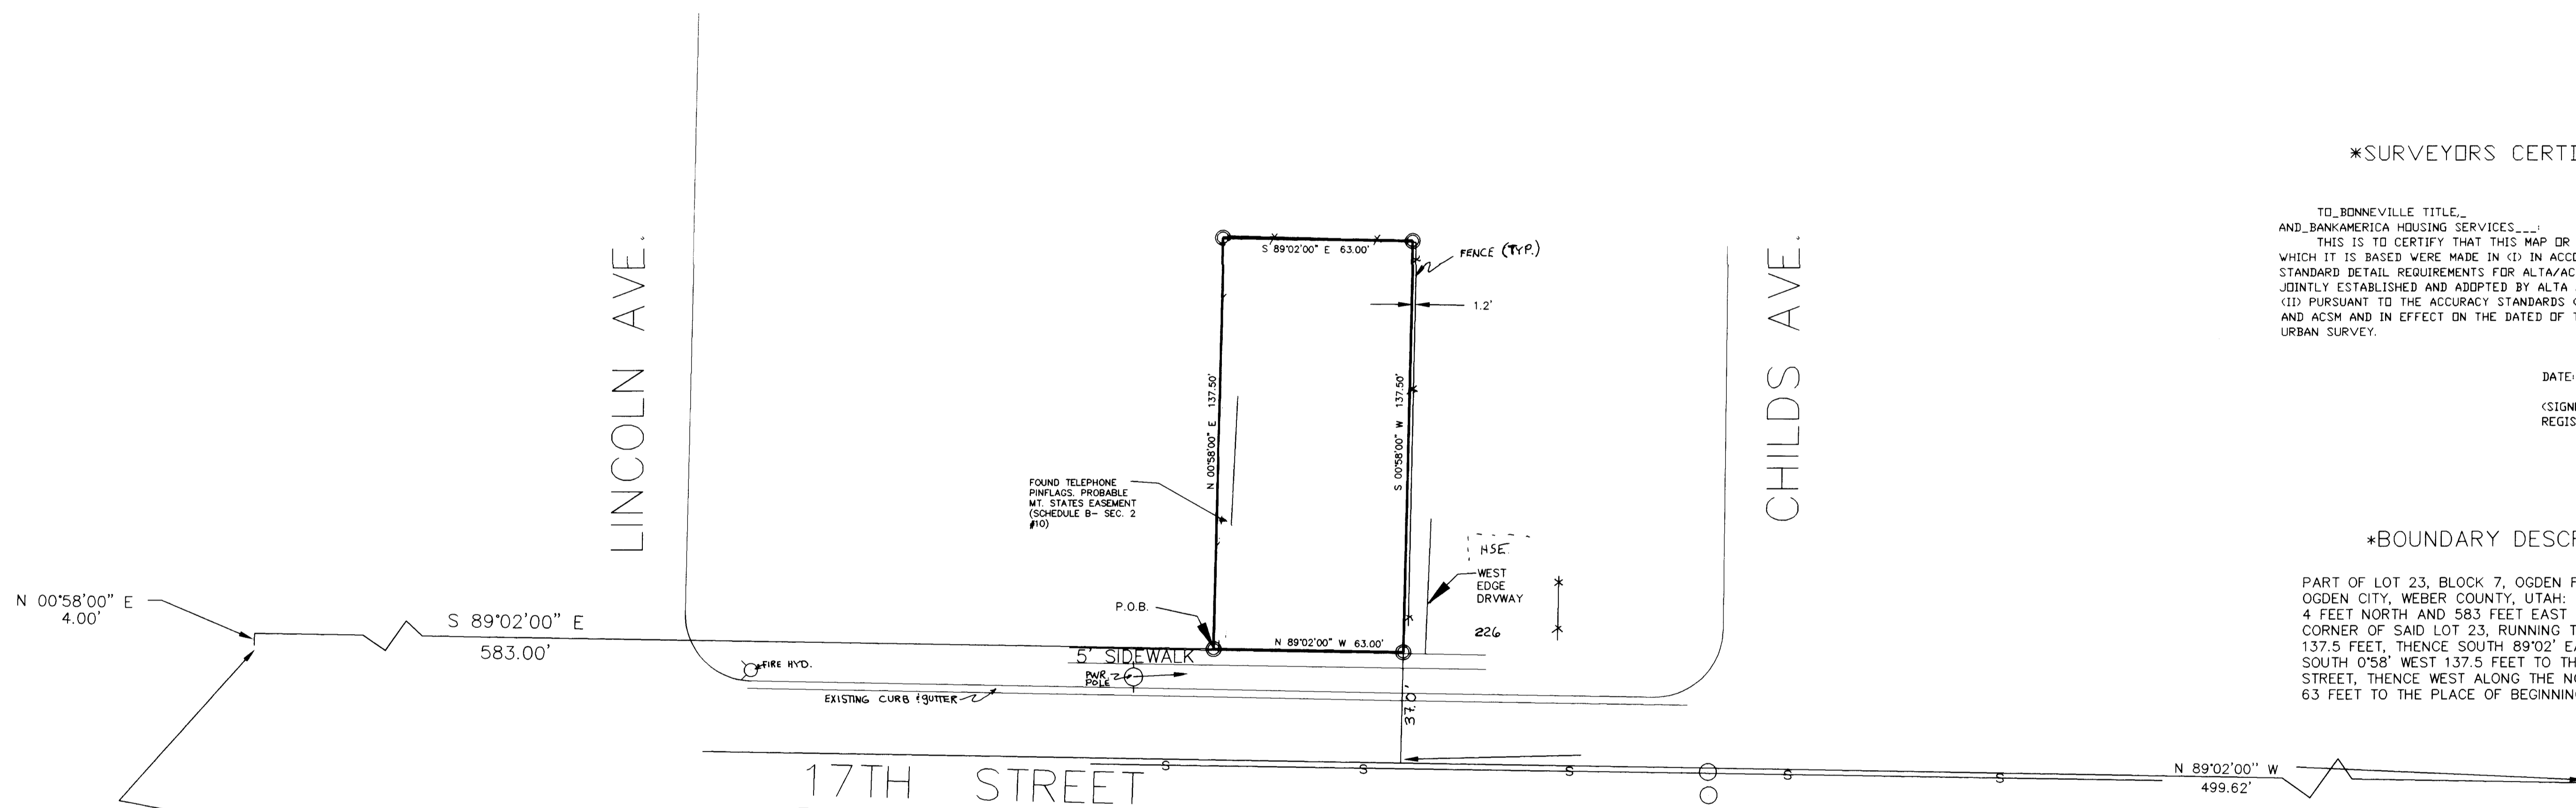 *SURVEYORS CERTI
TO_BONNEVILLE TITLE,_
AND_BANKAMERICA HOUSING SERVICES___:
THIS IS TO CERTIFY THAT THIS MAP OR
WHICH IT IS BASED WERE MADE IN (I) IN ACCO
STANDARD DETAIL REQUIREMENTS FOR ALTA/AC
JOINTLY ESTABLISHED AND ADOPTED BY ALTA
(II) PURSUANT TO THE ACCURACY STANDARDS
AND ACSM AND IN EFFECT ON THE DATED OF T
URBAN SURVEY.
DATE:
(SIGN
REGIS
LINCOLN AVE.
CHILDS AVE.
S 89°02'00" E 63.00'
FENCE (TYP.)
1.2'
N 00°58'00" E 137.50'
S 00°58'00" W 137.50'
FOUND TELEPHONE
PINFLAGS. PROBABLE
MT. STATES EASEMENT
(SCHEDULE B- SEC. 2
#10)
HSE.
WEST
EDGE
DRVWAY
226
P.O.B.
N 89°02'00" W 63.00'
N 00°58'00" E
4.00'
S 89°02'00" E
583.00'
5' SIDEWALK
FIRE HYD.
PWR.
POLE
EXISTING CURB & GUTTER
37.0'
17TH STREET
S S S S S
N 89°02'00" W
499.62'
*BOUNDARY DESCR
PART OF LOT 23, BLOCK 7, OGDEN F
OGDEN CITY, WEBER COUNTY, UTAH:
4 FEET NORTH AND 583 FEET EAST
CORNER OF SAID LOT 23, RUNNING T
137.5 FEET, THENCE SOUTH 89°02' EA
SOUTH 0°58' WEST 137.5 FEET TO TH
STREET, THENCE WEST ALONG THE NO
63 FEET TO THE PLACE OF BEGINNING